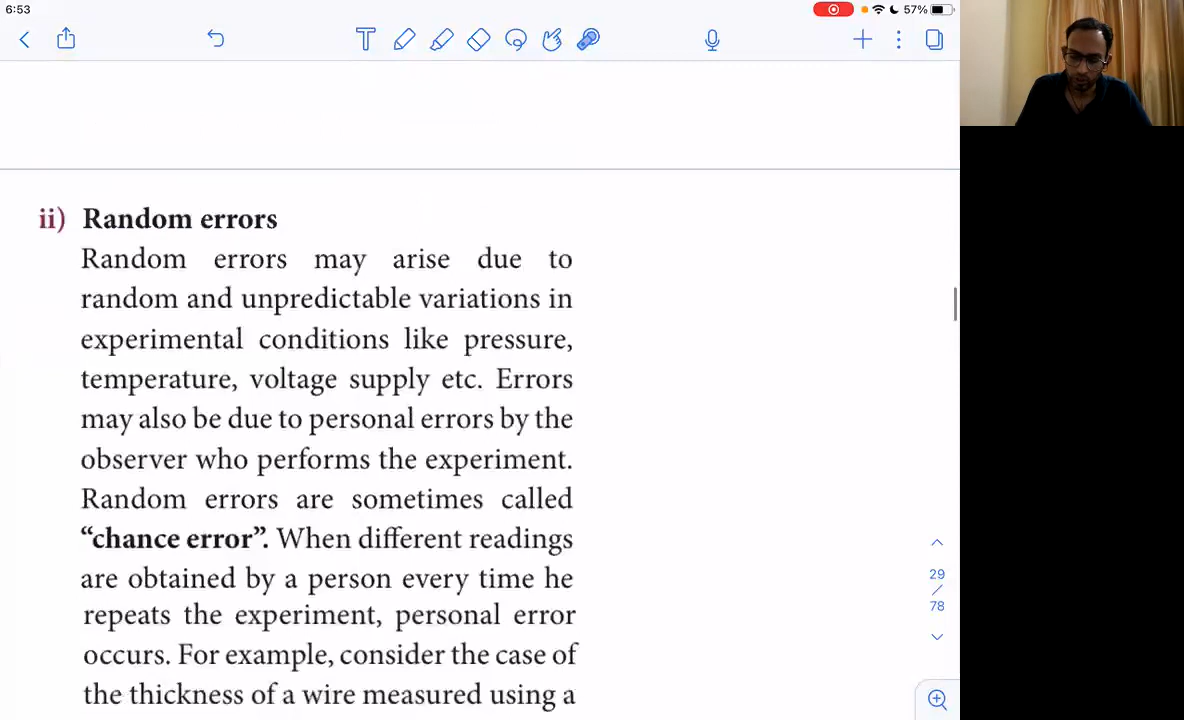 6:53
57%
T
ii) Random errors
Random errors may arise due to
random and unpredictable variations in
experimental conditions like pressure,
temperature, voltage supply etc. Errors
may also be due to personal errors by the
observer who performs the experiment.
Random errors are sometimes called
“chance error”. When different readings
are obtained by a person every time he
repeats the experiment, personal error
occurs. For example, consider the case of
the thickness of a wire measured using a
29
/
78